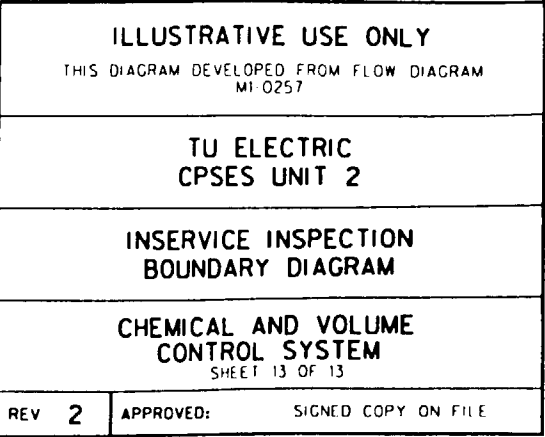 ILLUSTRATIVE USE ONLY
THIS DIAGRAM DEVELOPED FROM FLOW DIAGRAM
M1-0257
TU ELECTRIC
CPSES UNIT 2
INSERVICE INSPECTION
BOUNDARY DIAGRAM
CHEMICAL AND VOLUME
CONTROL SYSTEM
SHEET 13 OF 13
REV 2 APPROVED: SIGNED COPY ON FILE